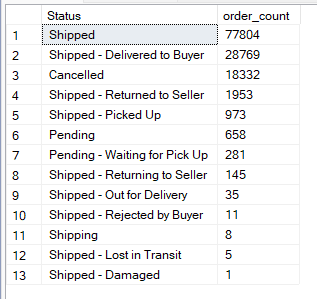 Status order_count
1 Shipped 77804
2 Shipped - Delivered to Buyer 28769
3 Cancelled 18332
4 Shipped - Returned to Seller 1953
5 Shipped - Picked Up 973
6 Pending 658
7 Pending - Waiting for Pick Up 281
8 Shipped - Returning to Seller 145
9 Shipped - Out for Delivery 35
10 Shipped - Rejected by Buyer 11
11 Shipping 8
12 Shipped - Lost in Transit 5
13 Shipped - Damaged 1